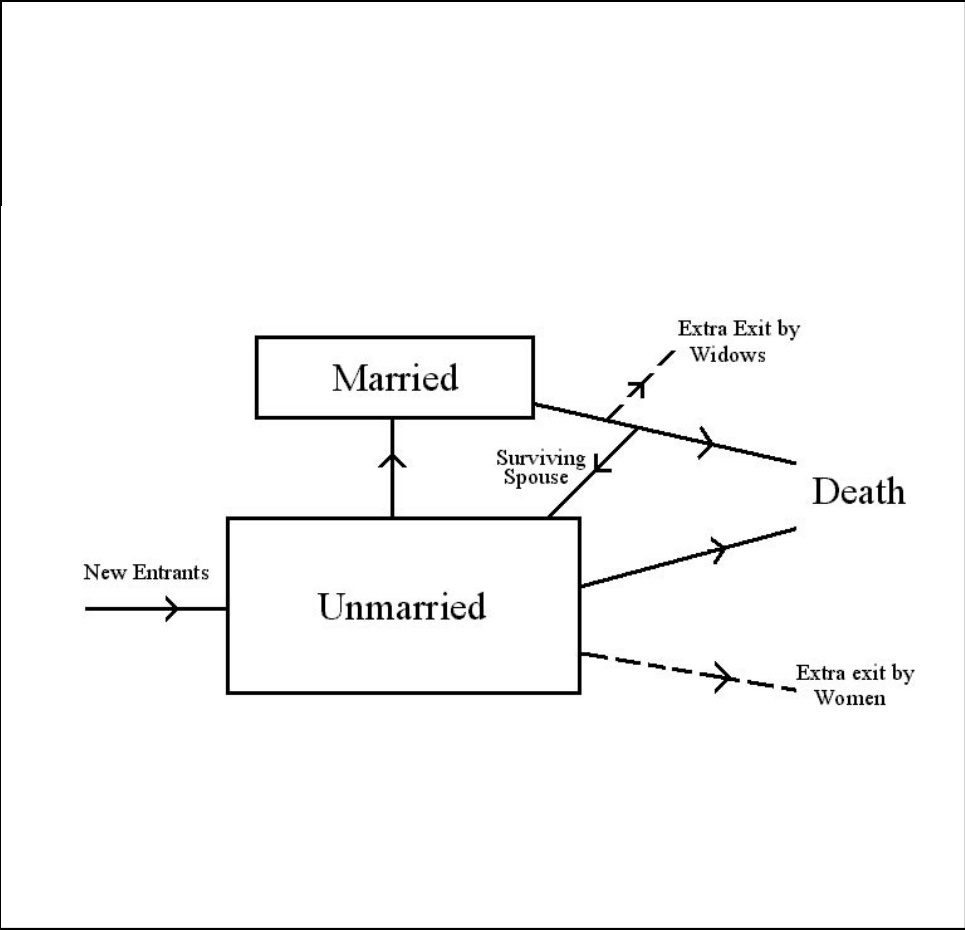 Extra Exit by
Widows
Married
Surviving
Spouse
Death
New Entrants
Unmarried
Extra exit by
Women